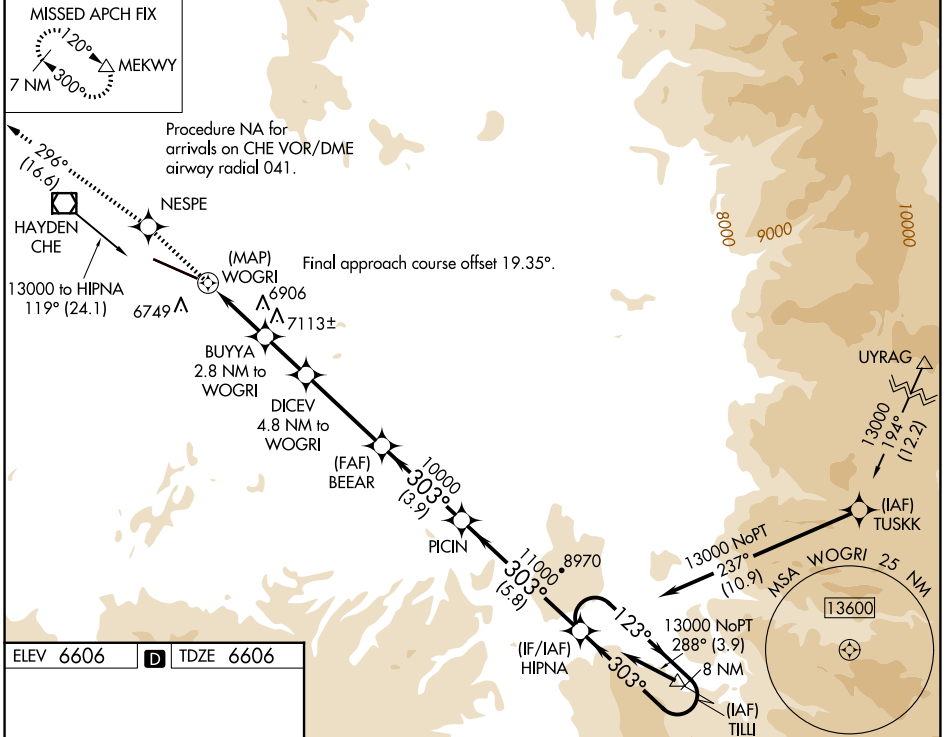 MISSED APCH FIX
120°
MEKWY
7 NM
300°
Procedure NA for
arrivals on CHE VOR/DME
airway radial 041.
296°
(16.6)
NESPE
HAYDEN
CHE
13000 to HIPNA
119° (24.1)
(MAP)
WOGRI
Final approach course offset 19.35°.
6749
6906
7113±
BUYYA
2.8 NM to
WOGRI
DICEV
4.8 NM to
WOGRI
(FAF)
BEEAR
10000
303°
(3.9)
PICIN
11000
303°
(5.8)
8970
8000
9000
10000
UYRAG
13000
194°
(12.2)
(IAF)
TUSKK
13000 NoPT
237°
(10.9)
MSA WOGRI 25 NM
13600
(IF/IAF)
HIPNA
123°
303°
13000 NoPT
288° (3.9)
8 NM
(IAF)
TILLI
ELEV 6606
D
TDZE 6606